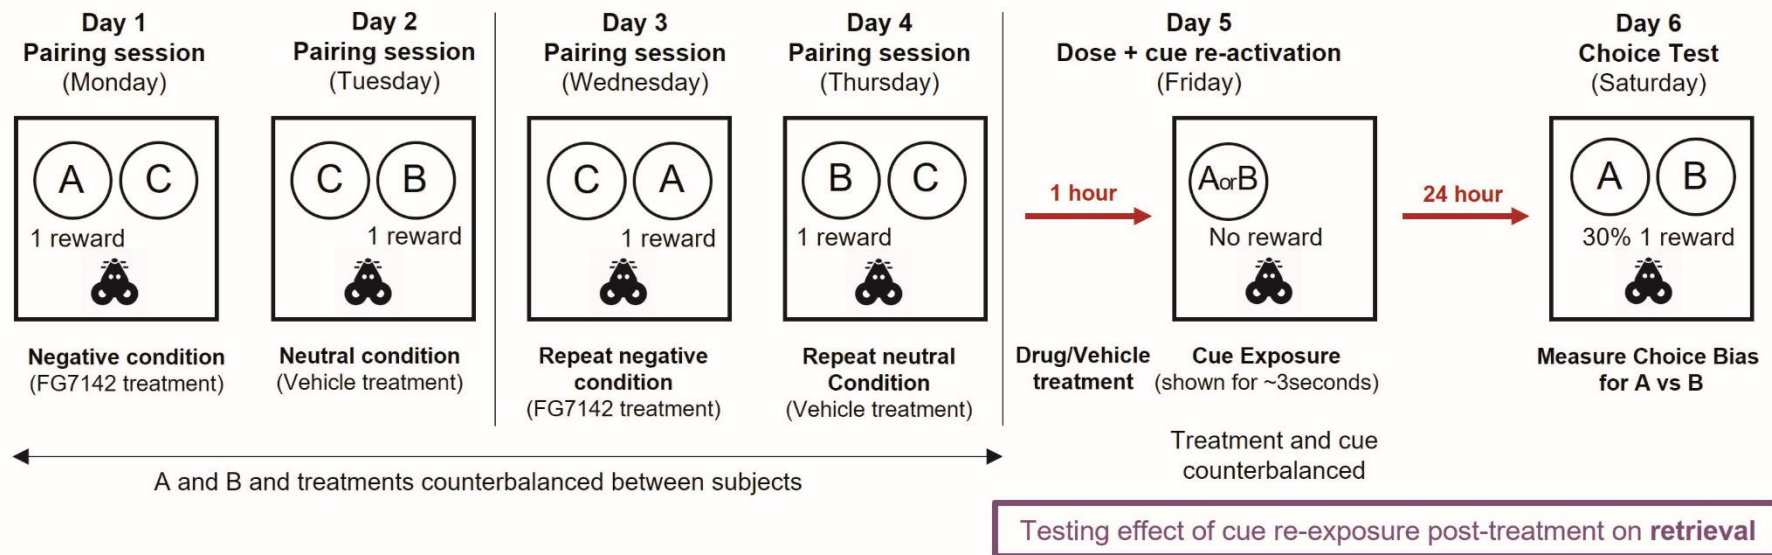 Day 1
Pairing session
(Monday)
A
C
1 reward
Negative condition
(FG7142 treatment)
Day 2
Pairing session
(Tuesday)
C
B
1 reward
Neutral condition
(Vehicle treatment)
Day 3
Pairing session
(Wednesday)
C
A
1 reward
Repeat negative
condition
(FG7142 treatment)
Day 4
Pairing session
(Thursday)
B
C
1 reward
Repeat neutral
Condition
(Vehicle treatment)
A and B and treatments counterbalanced between subjects
Day 5
Dose + cue re-activation
(Friday)
1 hour
Drug/Vehicle
treatment
AorB
No reward
Cue Exposure
(shown for ~3seconds)
Treatment and cue
counterbalanced
24 hour
Day 6
Choice Test
(Saturday)
A
B
30% 1 reward
Measure Choice Bias
for A vs B
Testing effect of cue re-exposure post-treatment on retrieval